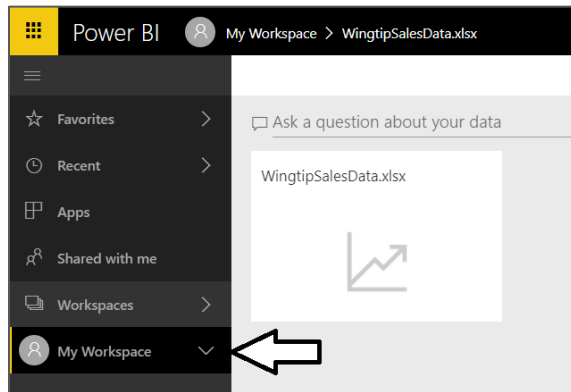 Power BI My Workspace > WingtipSalesData.xlsx
Favorites
Ask a question about your data
Recent
WingtipSalesData.xlsx
Apps
Shared with me
Workspaces
My Workspace